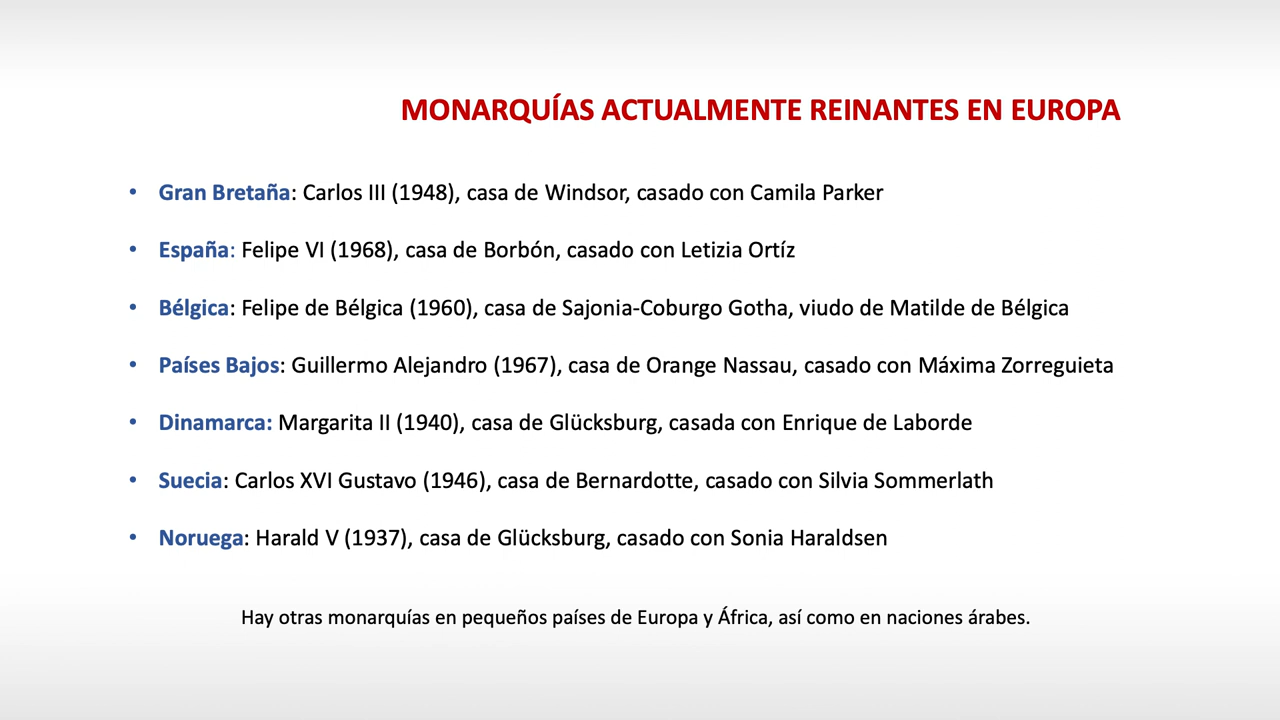 MONARQUÍAS ACTUALMENTE REINANTES EN EUROPA
• Gran Bretaña: Carlos III (1948), casa de Windsor, casado con Camila Parker
• España: Felipe VI (1968), casa de Borbón, casado con Letizia Ortíz
• Bélgica: Felipe de Bélgica (1960), casa de Sajonia-Coburgo Gotha, viudo de Matilde de Bélgica
• Países Bajos: Guillermo Alejandro (1967), casa de Orange Nassau, casado con Máxima Zorreguieta
• Dinamarca: Margarita II (1940), casa de Glücksburg, casada con Enrique de Laborde
• Suecia: Carlos XVI Gustavo (1946), casa de Bernardotte, casado con Silvia Sommerlath
• Noruega: Harald V (1937), casa de Glücksburg, casado con Sonia Haraldsen
Hay otras monarquías en pequeños países de Europa y África, así como en naciones árabes.